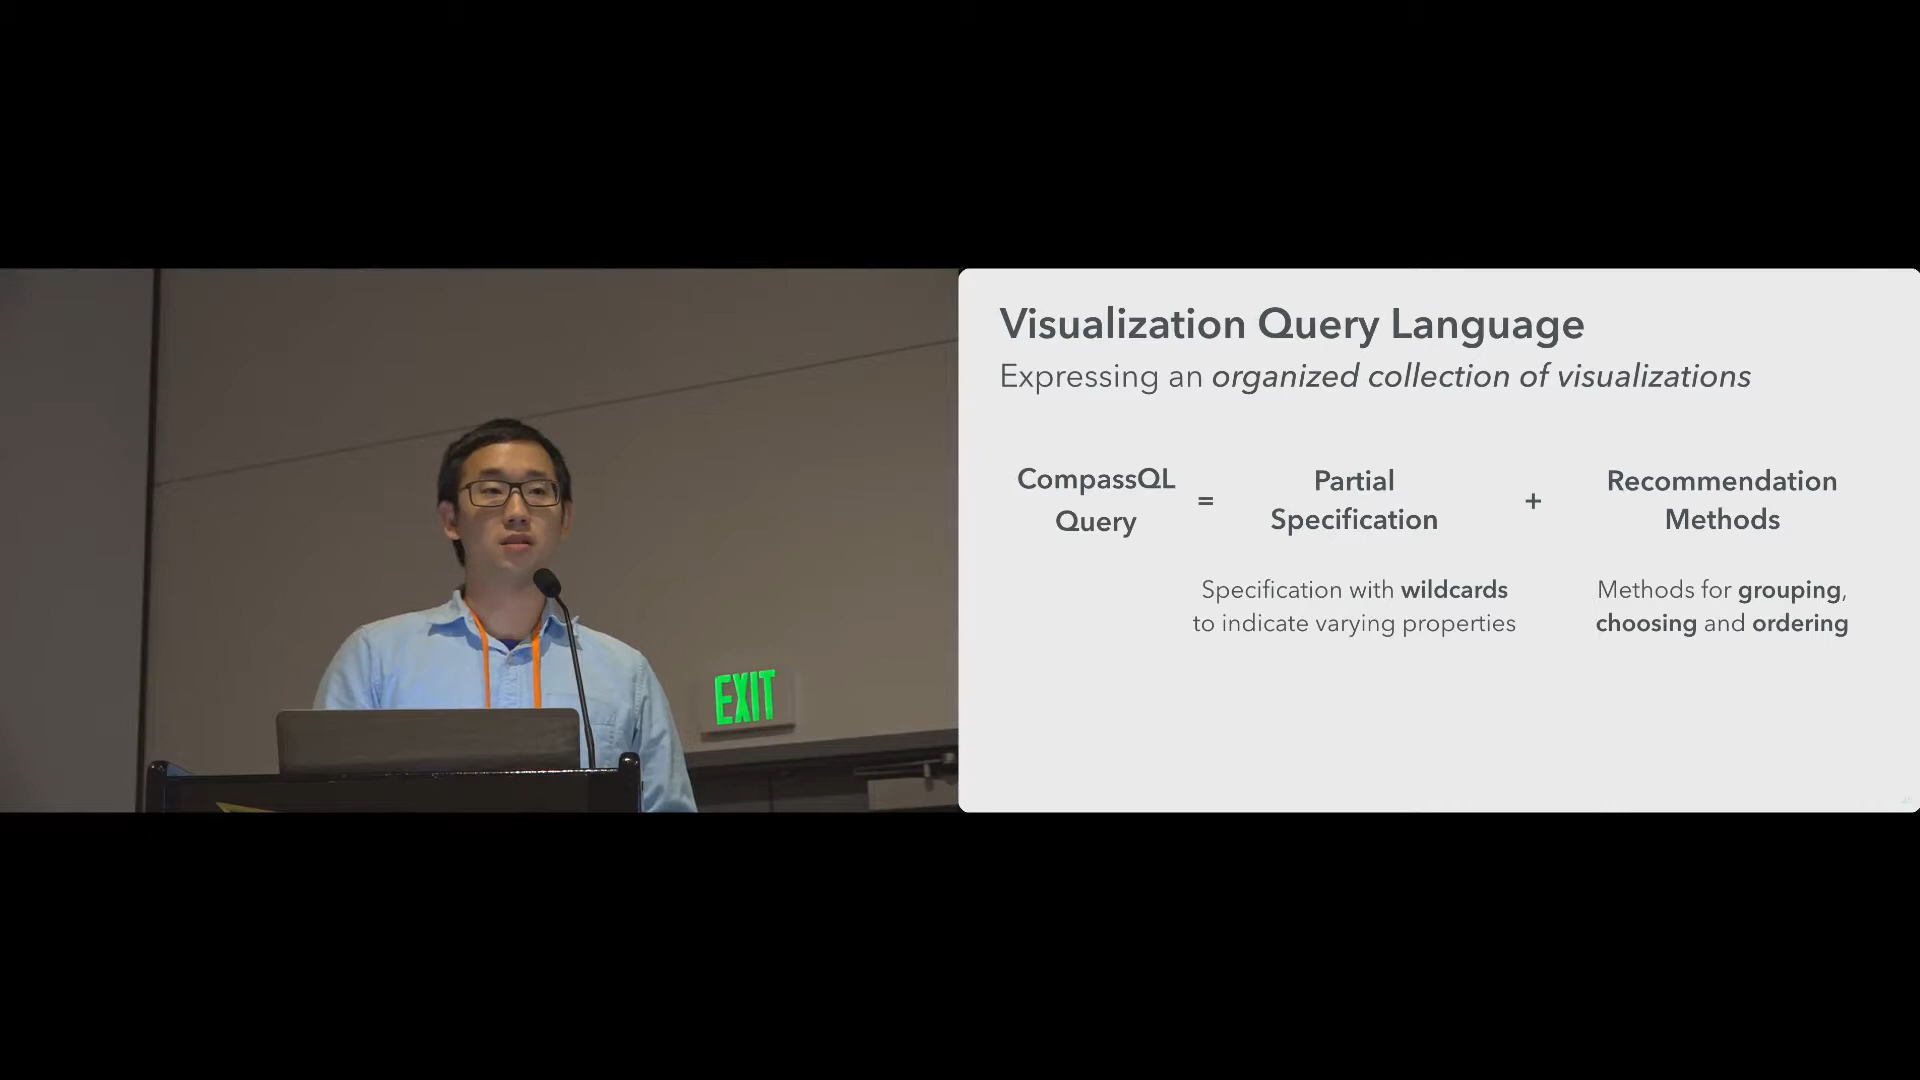 EXIT
Visualization Query Language
Expressing an organized collection of visualizations
CompassQL
Query
=
Partial
Specification
+
Recommendation
Methods
Specification with wildcards
to indicate varying properties
Methods for grouping,
choosing and ordering